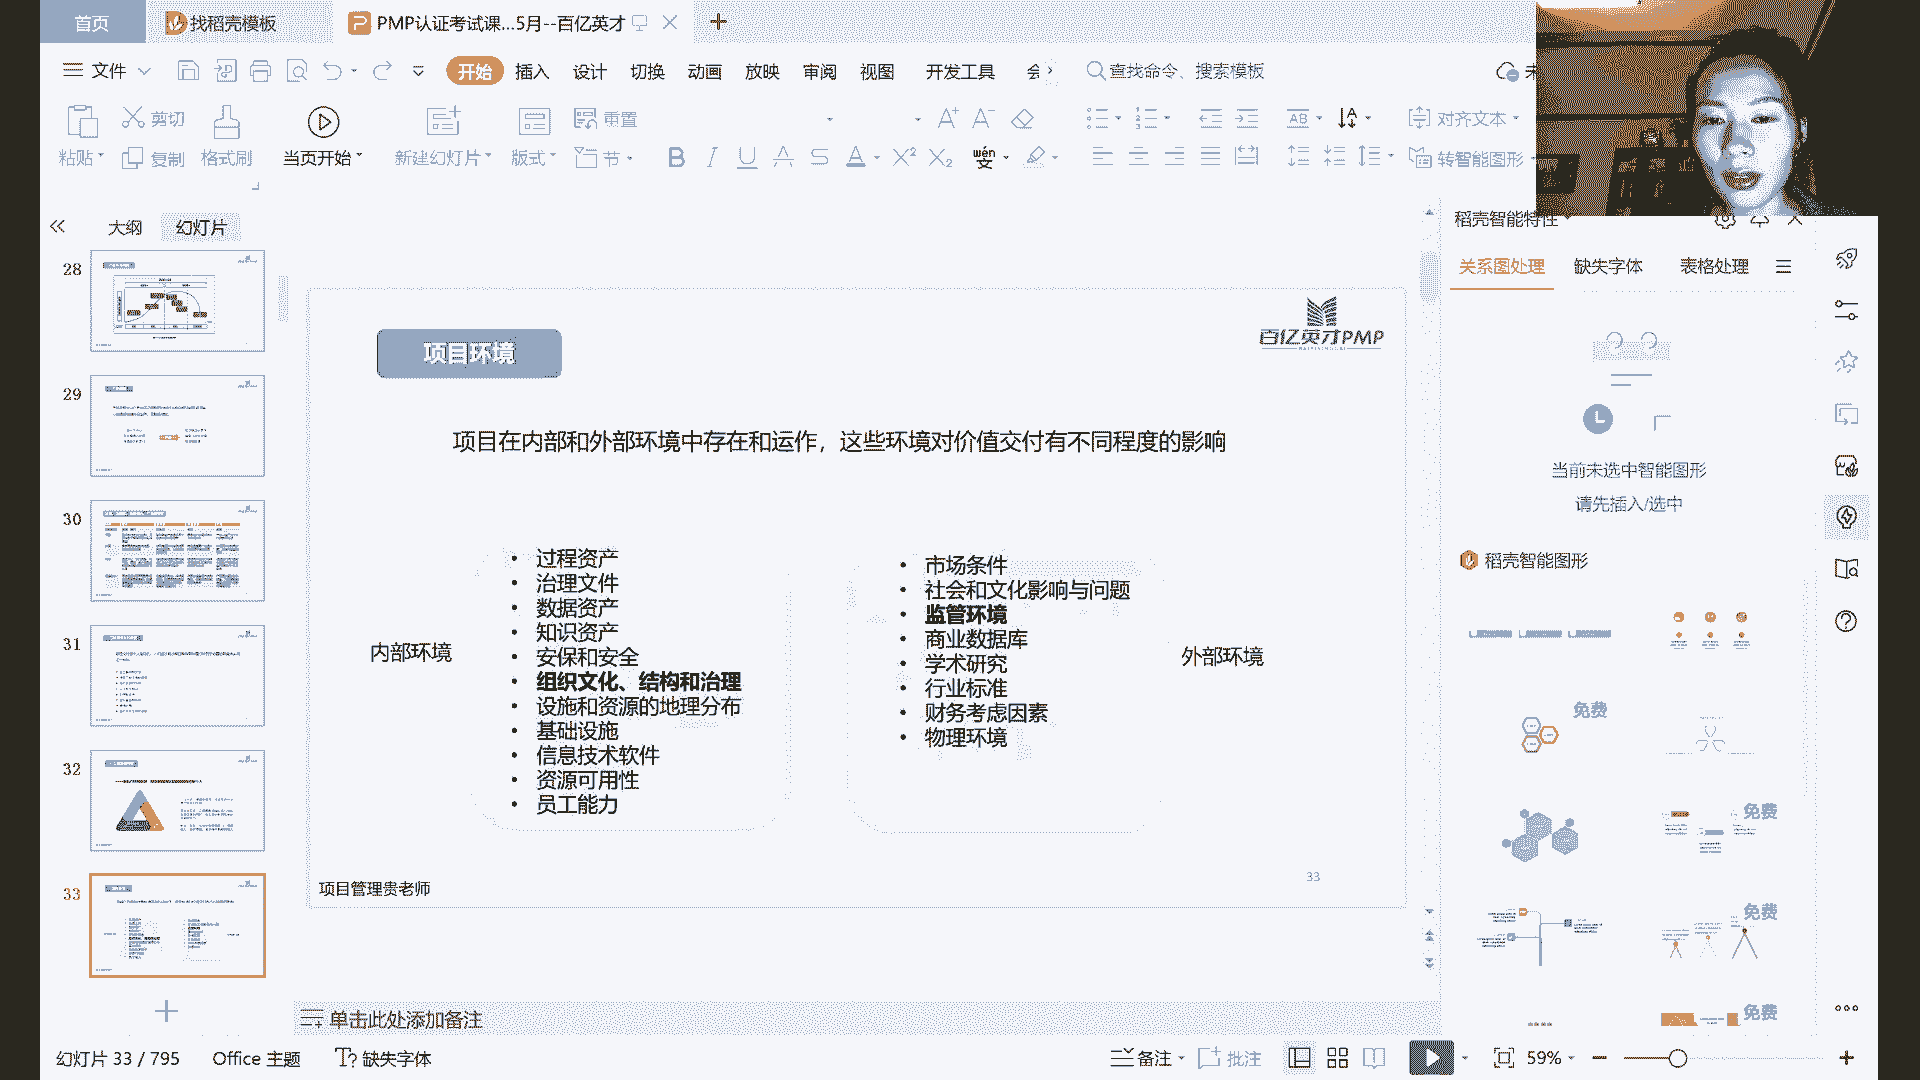 首页
找稻壳模板
PMP认证考试课...5月--百亿英才
文件
开始
插入
设计
切换
动画
放映
审阅
视图
开发工具
查找命令、搜索模板
粘贴
剪切
复制
格式刷
当页开始
新建幻灯片
版式
重置
节
对齐文本
转智能图形
大纲
幻灯片
28
29
30
31
32
33
项目环境
百亿英才PMP
项目在内部和外部环境中存在和运作，这些环境对价值交付有不同程度的影响
内部环境
• 过程资产
• 治理文件
• 数据资产
• 知识资产
• 安保和安全
• 组织文化、结构和治理
• 设施和资源的地理分布
• 基础设施
• 信息技术软件
• 资源可用性
• 员工能力
• 市场条件
• 社会和文化影响与问题
• 监管环境
• 商业数据库
• 学术研究
• 行业标准
• 财务考虑因素
• 物理环境
外部环境
项目管理贵老师
33
稻壳智能特性
关系图处理
缺失字体
表格处理
当前未选中智能图形
请先插入/选中
稻壳智能图形
免费
免费
免费
免费
单击此处添加备注
幻灯片 33 / 795
Office 主题
缺失字体
备注
批注
59%